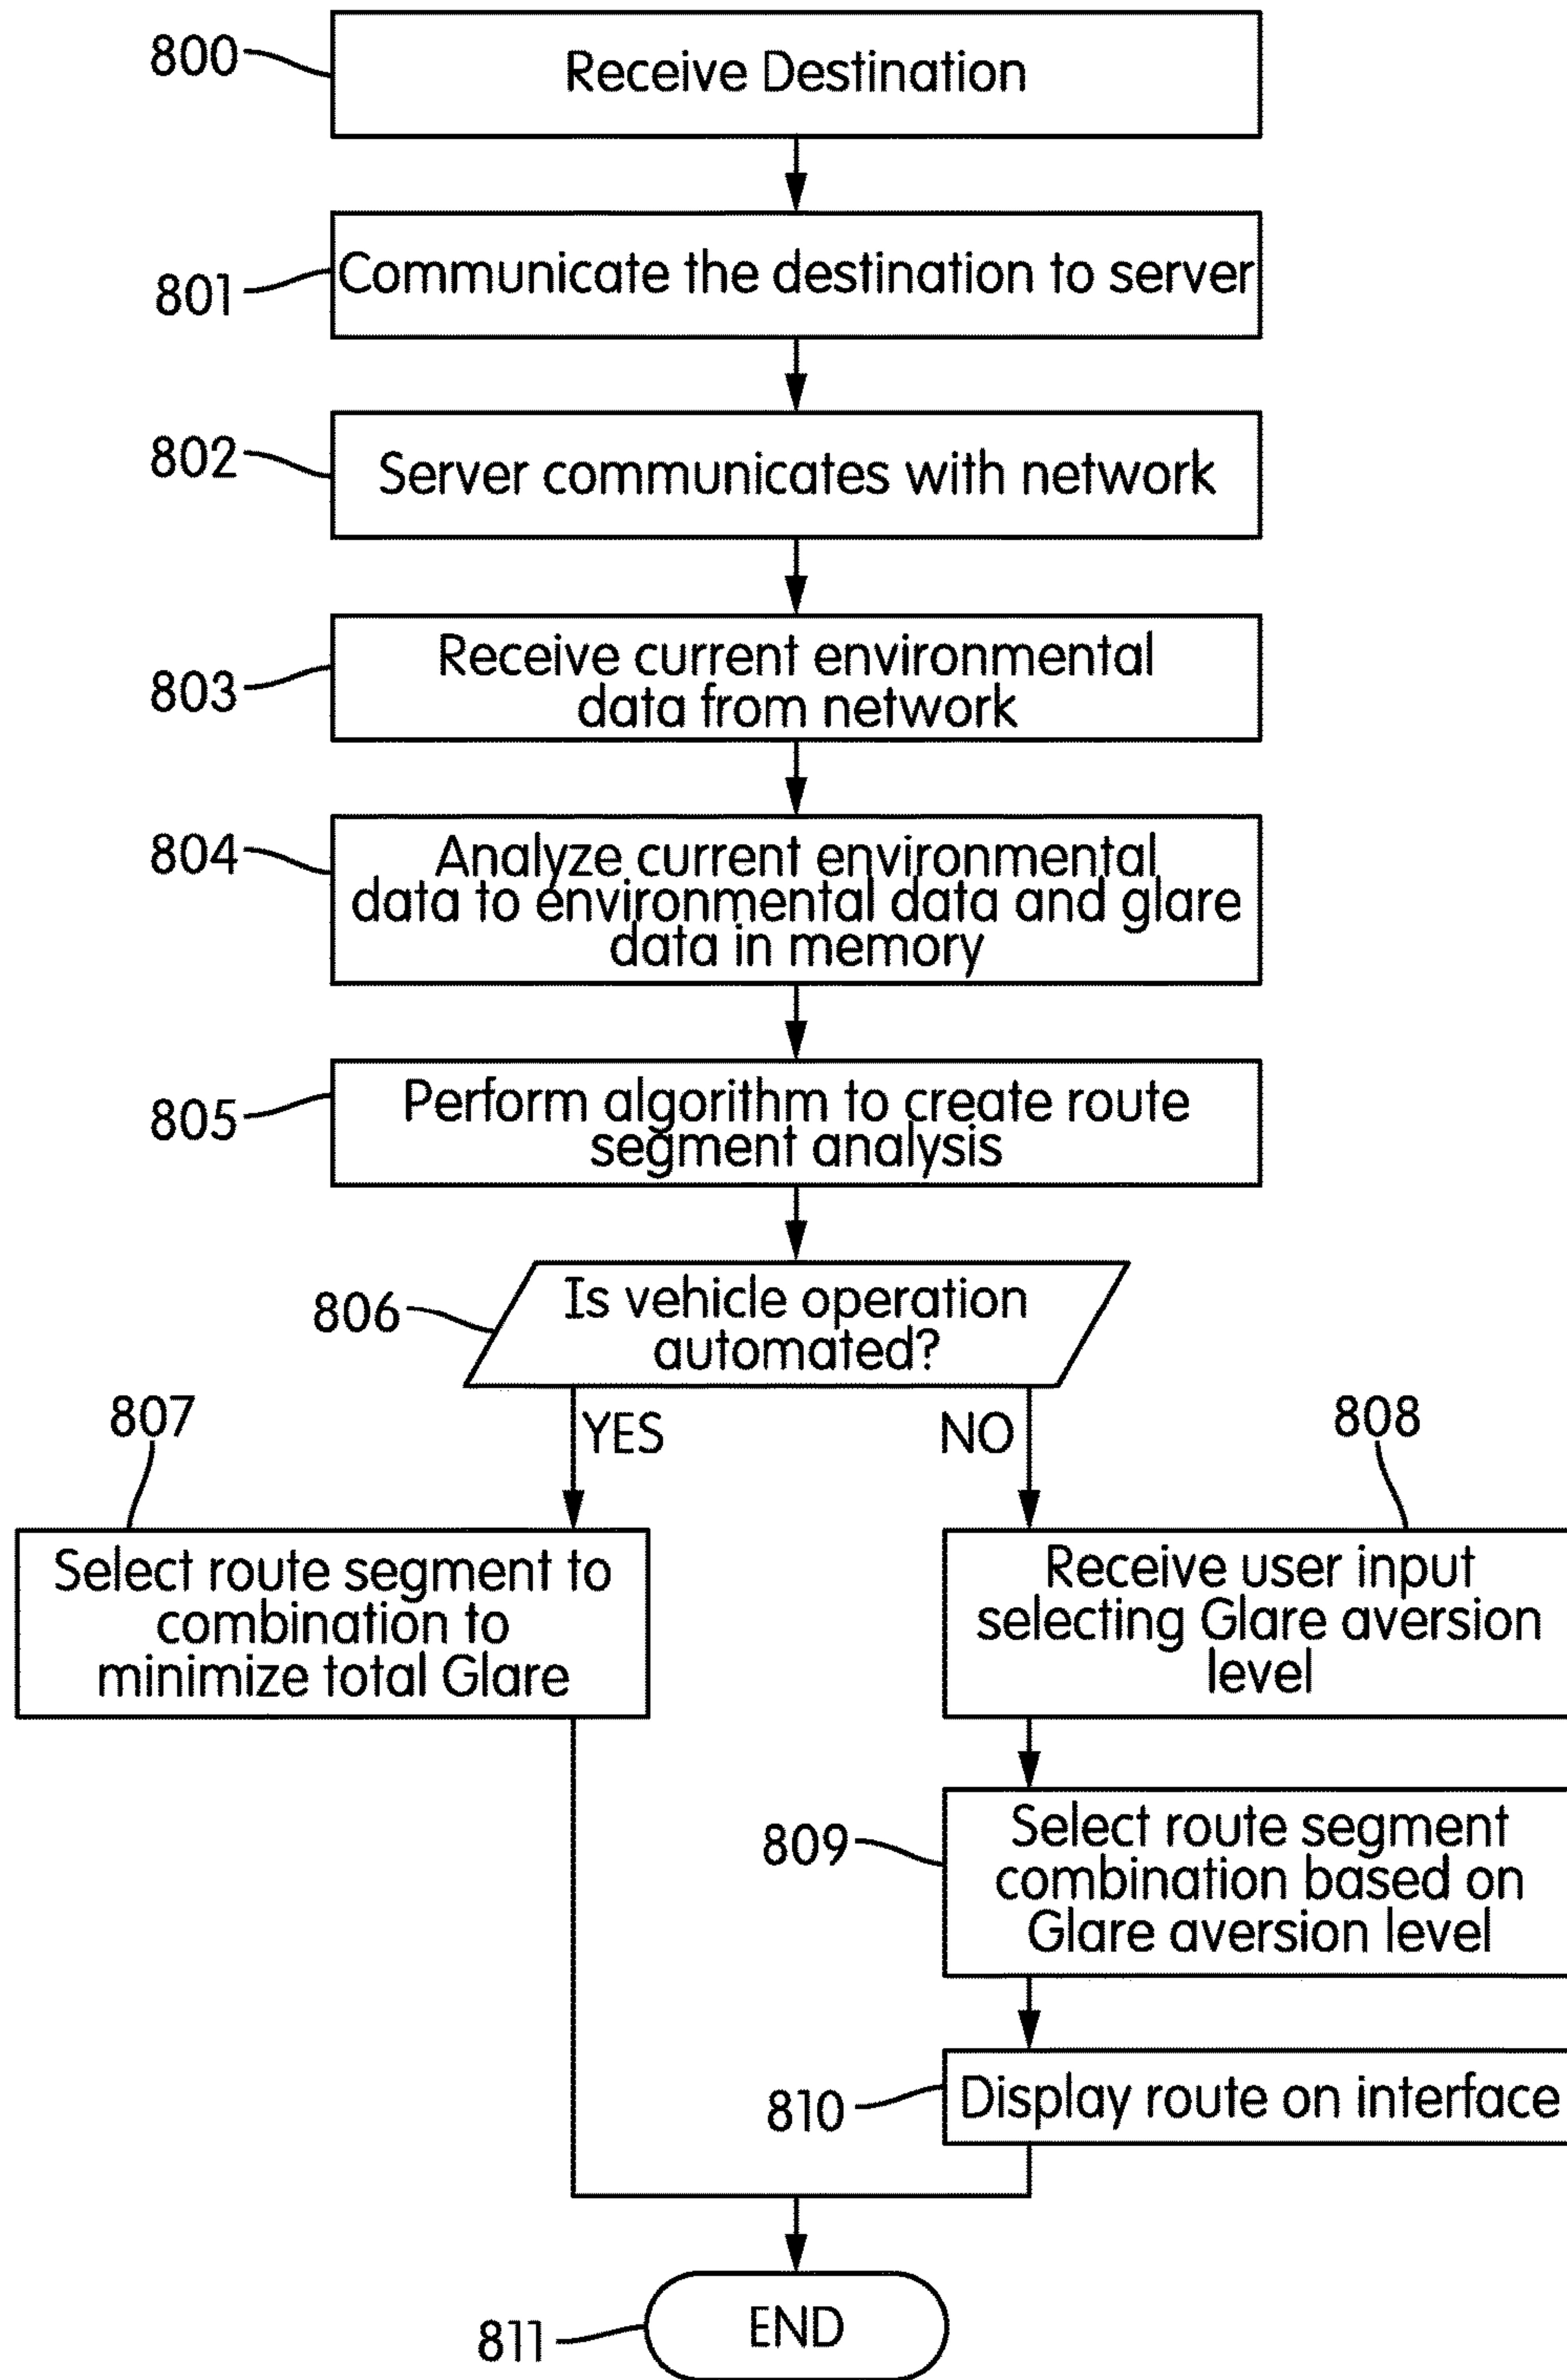 800
Receive Destination
801
Communicate the destination to server
802
Server communicates with network
803
Receive current environmental
data from network
804
Analyze current environmental
data to environmental data and glare
data in memory
805
Perform algorithm to create route
segment analysis
806
Is vehicle operation
automated?
YES
NO
807
808
Select route segment to
combination to
minimize total Glare
Receive user input
selecting Glare aversion
level
809
Select route segment
combination based on
Glare aversion level
810
Display route on interface
811
END